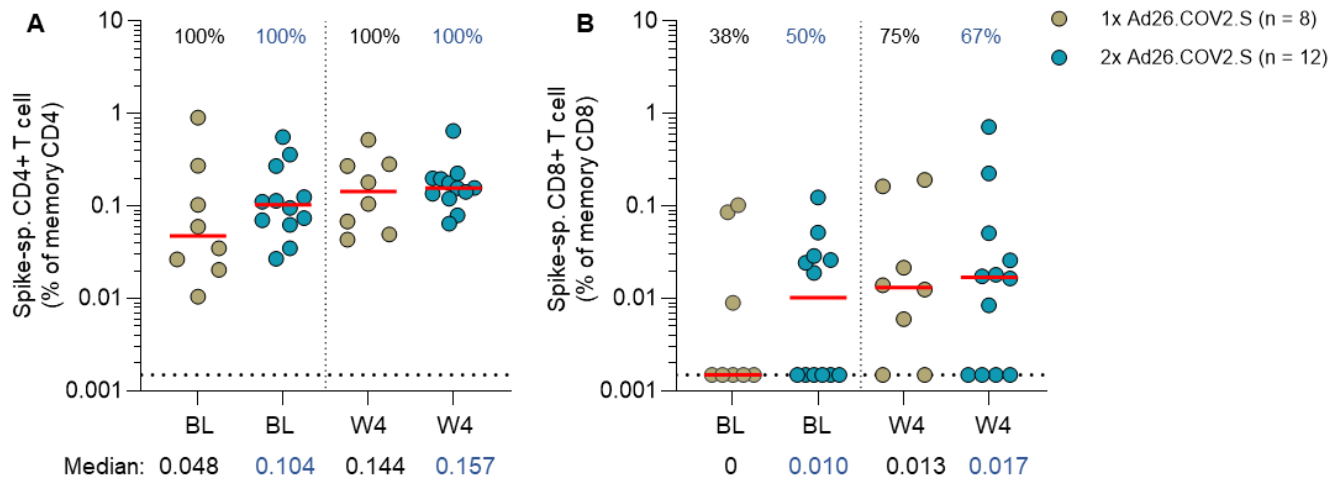 A
Spike-sp. CD4+ T cell
(% of memory CD4)
10
1
0.1
0.01
0.001
100% 100% 100% 100%
BL BL W4 W4
Median: 0.048 0.104 0.144 0.157
B
Spike-sp. CD8+ T cell
(% of memory CD8)
10
1
0.1
0.01
0.001
38% 50% 75% 67%
BL BL W4 W4
0 0.010 0.013 0.017
1x Ad26.COV2.S (n = 8)
2x Ad26.COV2.S (n = 12)